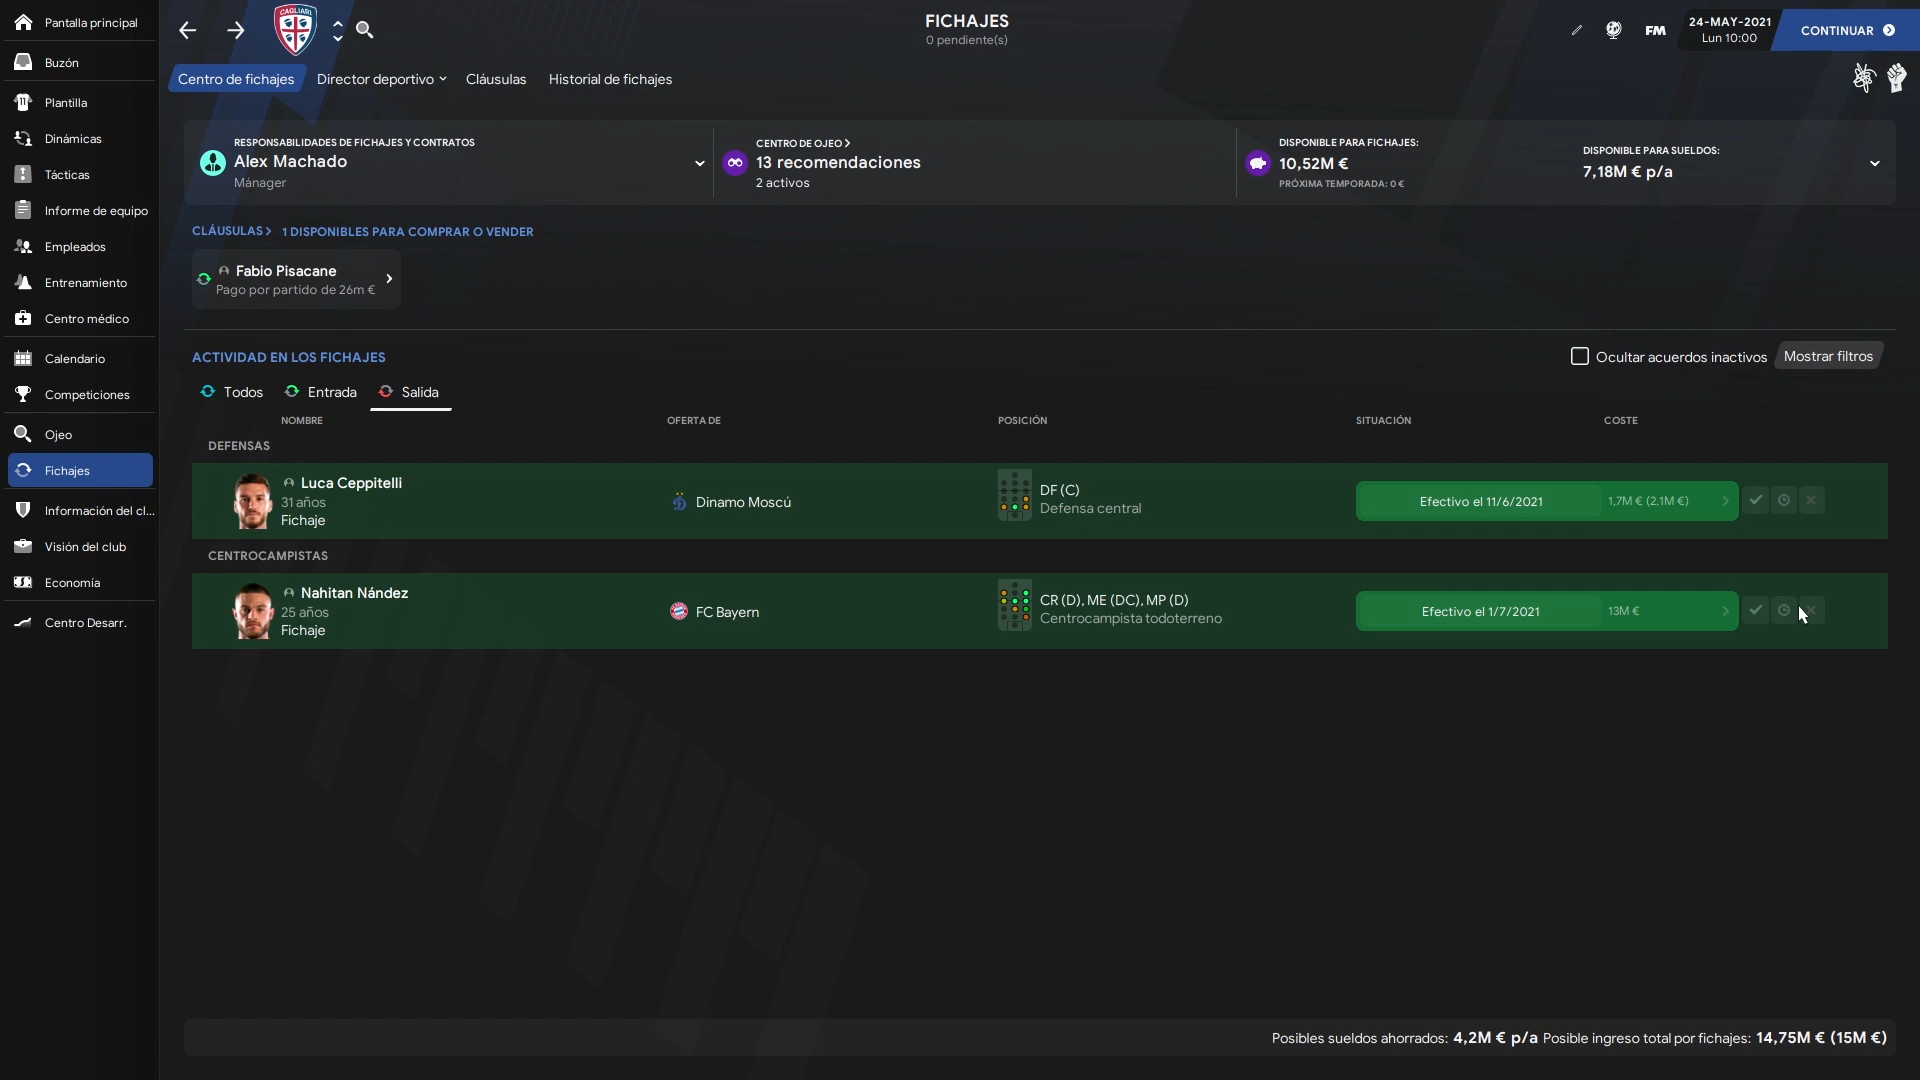 Pantalla principal
Buzón
Plantilla
Dinámicas
Tácticas
Informe de equipo
Empleados
Entrenamiento
Centro médico
Calendario
Competiciones
Ojeo
Fichajes
Información del cl...
Visión del club
Economía
Centro Desarr.
CAGLIARI
FICHAJES
0 pendiente(s)
FM
24-MAY-2021
Lun 10:00
CONTINUAR
Centro de fichajes
Director deportivo
Cláusulas
Historial de fichajes
RESPONSABILIDADES DE FICHAJES Y CONTRATOS
Alex Machado
Mánager
CENTRO DE OJEO
13 recomendaciones
2 activos
DISPONIBLE PARA FICHAJES:
10,52M €
PRÓXIMA TEMPORADA: 0 €
DISPONIBLE PARA SUELDOS:
7,18M € p/a
CLÁUSULAS 1 DISPONIBLES PARA COMPRAR O VENDER
Fabio Pisacane
Pago por partido de 26m €
ACTIVIDAD EN LOS FICHAJES
Ocultar acuerdos inactivos
Mostrar filtros
Todos
Entrada
Salida
NOMBRE OFERTA DE POSICIÓN SITUACIÓN COSTE
DEFENSAS
Luca Ceppitelli
31 años
Fichaje
Dinamo Moscú
DF (C)
Defensa central
Efectivo el 11/6/2021
1,7M € (2,1M €)
CENTROCAMPISTAS
Nahitan Nández
25 años
Fichaje
FC Bayern
CR (D), ME (DC), MP (D)
Centrocampista todoterreno
Efectivo el 1/7/2021
13M €
Posibles sueldos ahorrados: 4,2M € p/a Posible ingreso total por fichajes: 14,75M € (15M €)